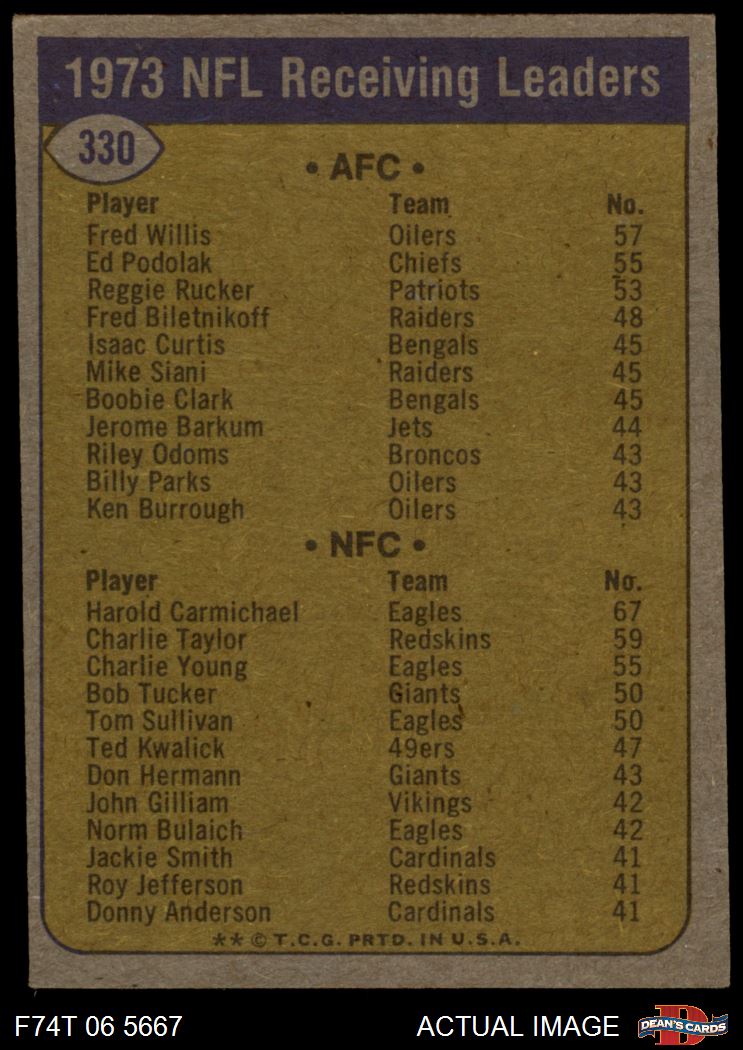 1973 NFL Receiving Leaders
330
• AFC •
Player Team No.
Fred Willis Oilers 57
Ed Podolak Chiefs 55
Reggie Rucker Patriots 53
Fred Biletnikoff Raiders 48
Isaac Curtis Bengals 45
Mike Siani Raiders 45
Boobie Clark Bengals 45
Jerome Barkum Jets 44
Riley Odoms Broncos 43
Billy Parks Oilers 43
Ken Burrough Oilers 43
• NFC •
Player Team No.
Harold Carmichael Eagles 67
Charlie Taylor Redskins 59
Charlie Young Eagles 55
Bob Tucker Giants 50
Tom Sullivan Eagles 50
Ted Kwalick 49ers 47
Don Hermann Giants 43
John Gilliam Vikings 42
Norm Bulaich Eagles 42
Jackie Smith Cardinals 41
Roy Jefferson Redskins 41
Donny Anderson Cardinals 41
** © T.C.G. PRTD. IN U.S.A.
F74T 06 5667 ACTUAL IMAGE D DEAN'S CARDS